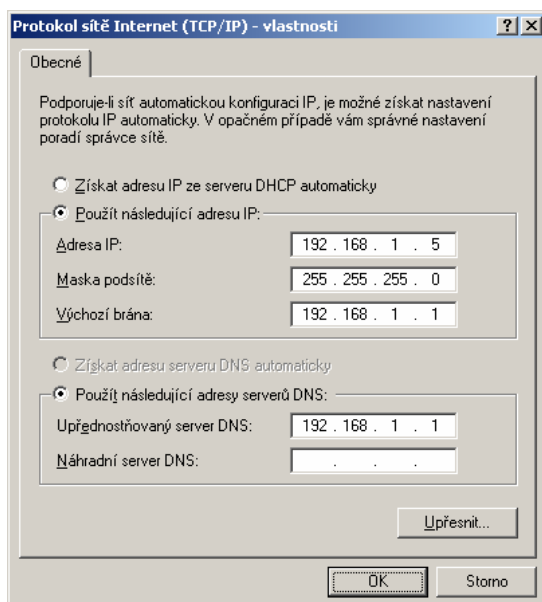 Protokol sítě Internet (TCP/IP) - vlastnosti
Obecné
Podporuje-li síť automatickou konfiguraci IP, je možné získat nastavení
protokolu IP automaticky. V opačném případě vám správné nastavení
poradí správce sítě.
Získat adresu IP ze serveru DHCP automaticky
Použít následující adresu IP:
Adresa IP: 192 . 168 . 1 . 5
Maska podsítě: 255 . 255 . 255 . 0
Výchozí brána: 192 . 168 . 1 . 1
Získat adresu serveru DNS automaticky
Použít následující adresy serverů DNS:
Upřednostňovaný server DNS: 192 . 168 . 1 . 1
Náhradní server DNS: . . .
Upřesnit...
OK Storno